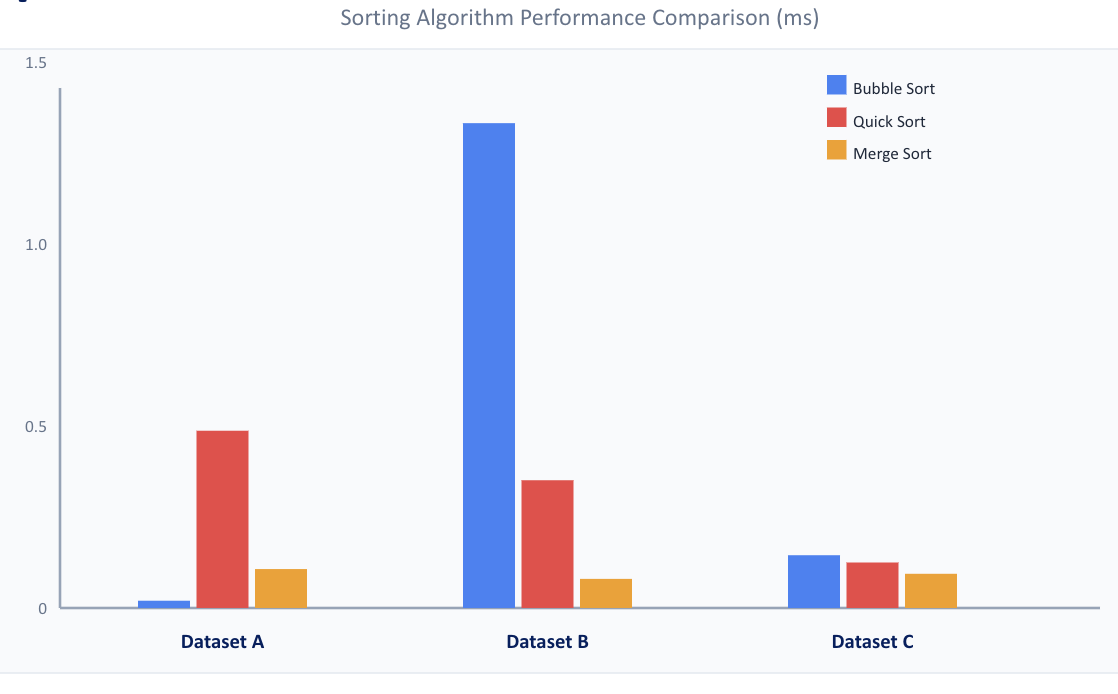 Sorting Algorithm Performance Comparison (ms)
1.5
Bubble Sort
Quick Sort
Merge Sort
1.0
0.5
0
Dataset A
Dataset B
Dataset C